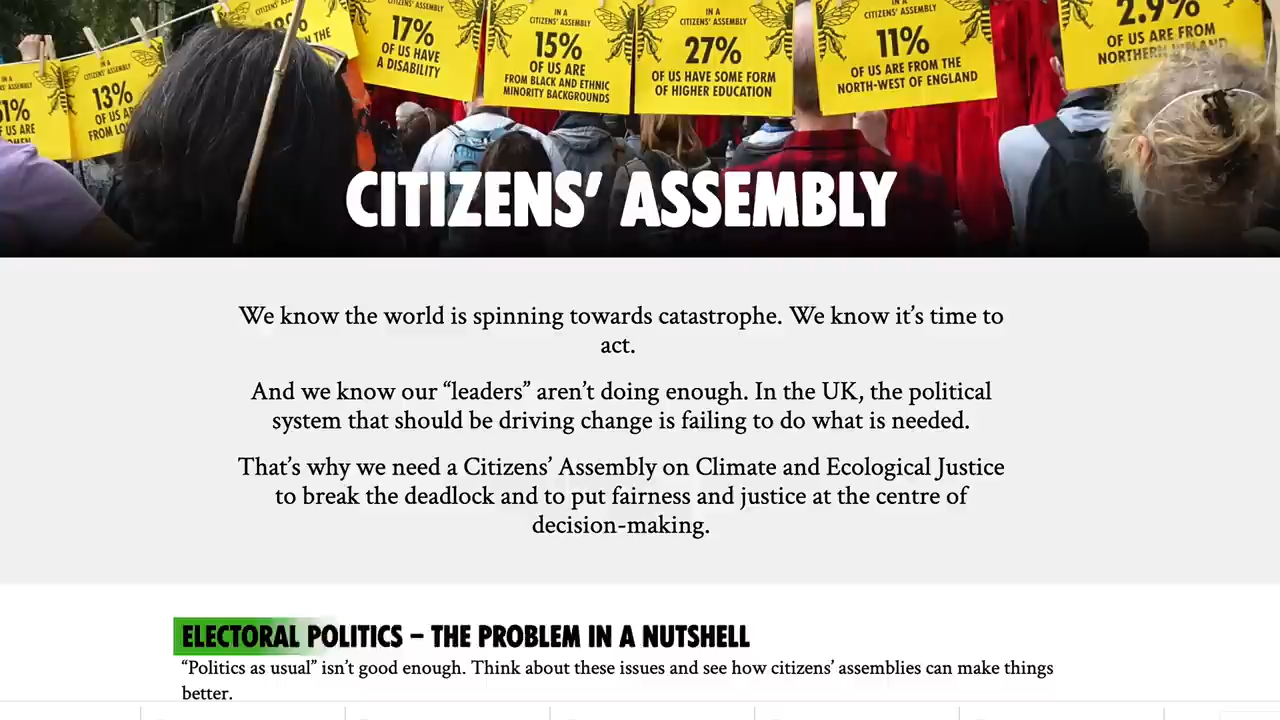 IN A
CITIZENS' ASSEMBLY
13%
OF US
FROM
CITIZENS' ASSEMBLY
17%
OF US HAVE
A DISABILITY
IN A
CITIZENS' ASSEMBLY
15%
OF US ARE
FROM BLACK AND ETHNIC
MINORITY BACKGROUNDS
IN A
CITIZENS' ASSEMBLY
27%
OF US HAVE SOME FORM
OF HIGHER EDUCATION
IN A
CITIZENS' ASSEMBLY
11%
OF US ARE FROM THE
NORTH-WEST OF ENGLAND
2.9%
OF US ARE FROM
NORTHERN IRELAND
CITIZENS’ ASSEMBLY
We know the world is spinning towards catastrophe. We know it’s time to
act.
And we know our “leaders” aren’t doing enough. In the UK, the political
system that should be driving change is failing to do what is needed.
That’s why we need a Citizens’ Assembly on Climate and Ecological Justice
to break the deadlock and to put fairness and justice at the centre of
decision-making.
ELECTORAL POLITICS – THE PROBLEM IN A NUTSHELL
“Politics as usual” isn’t good enough. Think about these issues and see how citizens’ assemblies can make things
better.